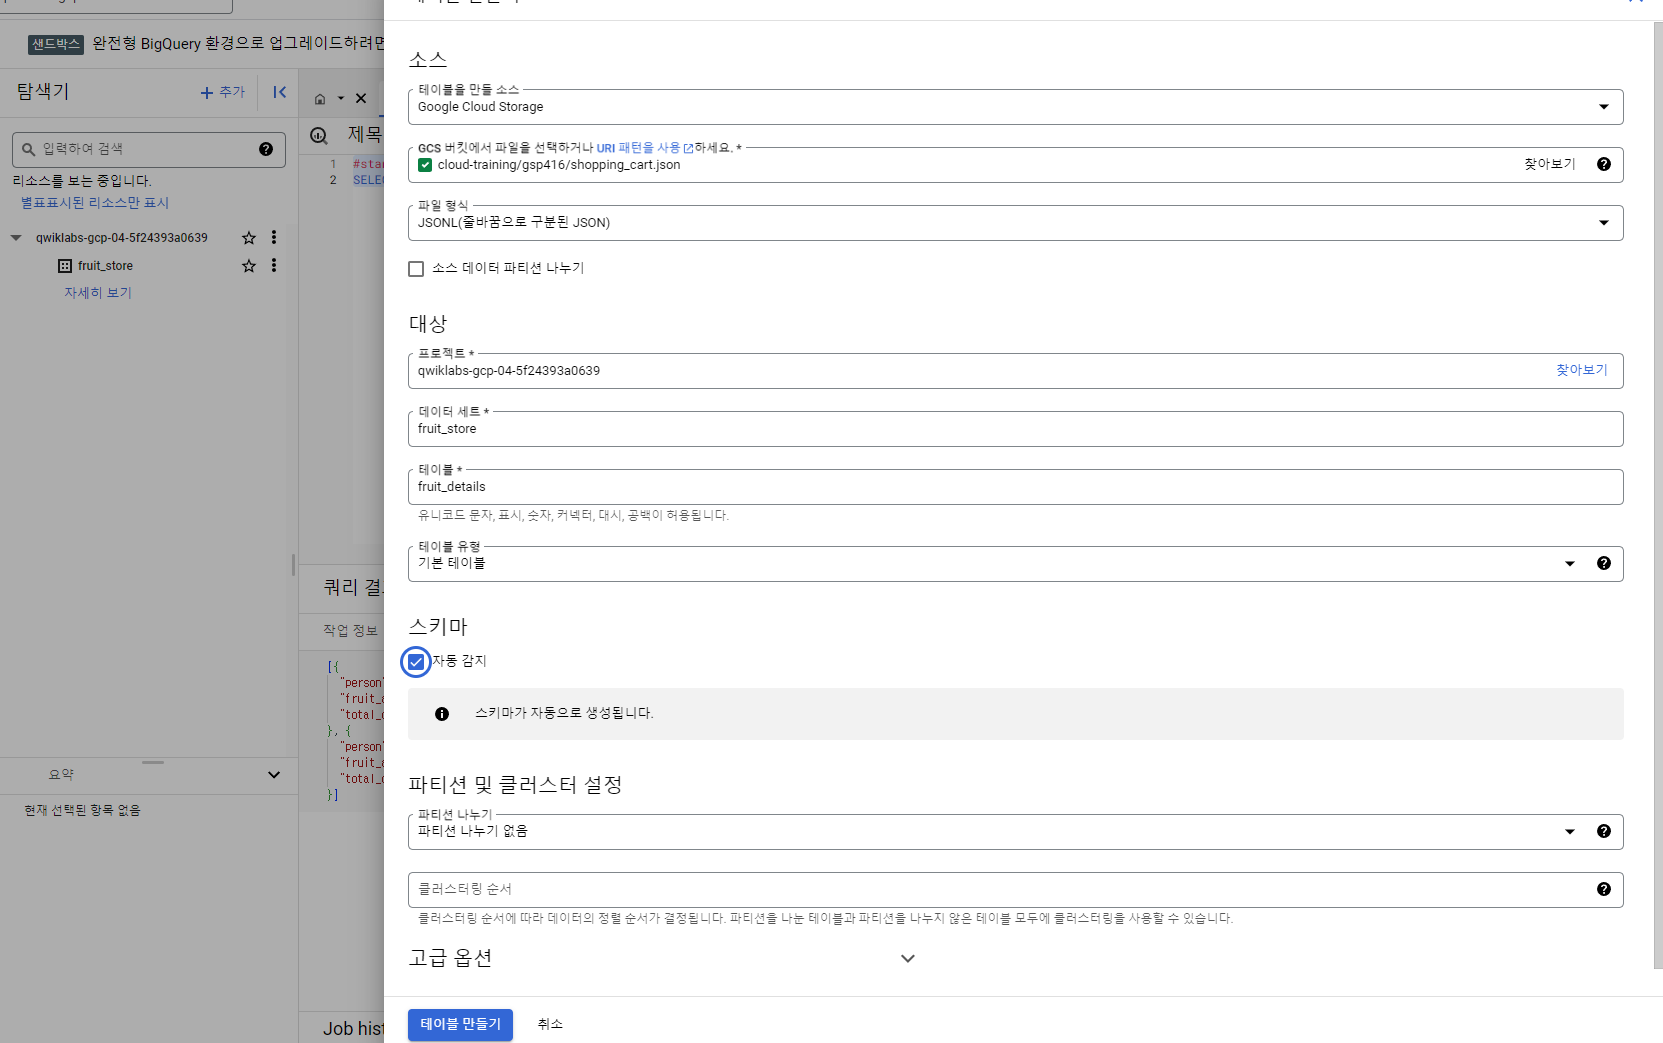 샌드박스 완전형 BigQuery 환경으로 업그레이드하려면
탐색기
추가
입력하여 검색
리소스를 보는 중입니다.
별표표시된 리소스만 표시
qwiklabs-gcp-04-5f24393a0639
fruit_store
자세히 보기
요약
현재 선택된 항목 없음
제목
1 #sta
2 SELE
쿼리 결
작업 정보
[{
"person"
"fruit_
"total_
}, {
"person"
"fruit_
"total_
}]
Job hist
소스
테이블을 만들 소스
Google Cloud Storage
GCS 버킷에서 파일을 선택하거나 URI 패턴을 사용하세요. *
cloud-training/gsp416/shopping_cart.json
찾아보기
파일 형식
JSONL(줄바꿈으로 구분된 JSON)
소스 데이터 파티션 나누기
대상
프로젝트 *
qwiklabs-gcp-04-5f24393a0639
찾아보기
데이터 세트 *
fruit_store
테이블 *
fruit_details
유니코드 문자, 표시, 숫자, 커넥터, 대시, 공백이 허용됩니다.
테이블 유형
기본 테이블
스키마
자동 감지
스키마가 자동으로 생성됩니다.
파티션 및 클러스터 설정
파티션 나누기
파티션 나누기 없음
클러스터링 순서
클러스터링 순서에 따라 데이터의 정렬 순서가 결정됩니다. 파티션을 나눈 테이블과 파티션을 나누지 않은 테이블 모두에 클러스터링을 사용할 수 있습니다.
고급 옵션
테이블 만들기
취소